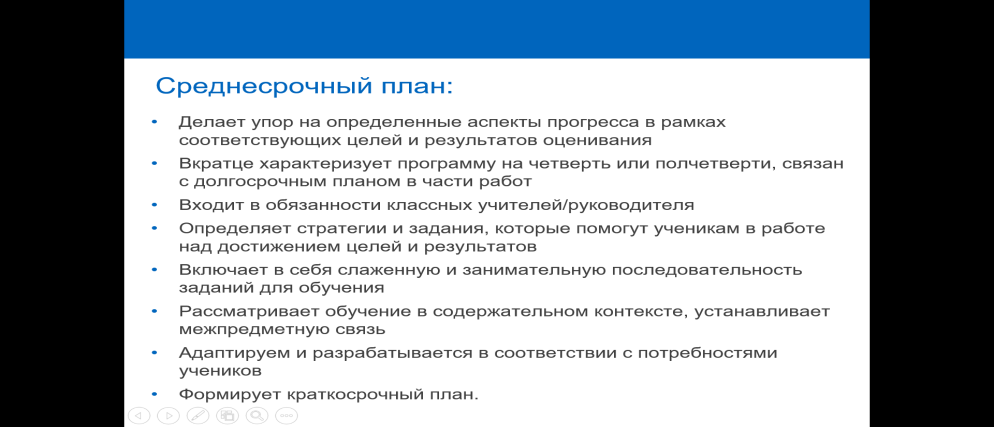 Среднесрочный план:
• Делает упор на определенные аспекты прогресса в рамках
соответствующих целей и результатов оценивания
• Вкратце характеризует программу на четверть или полчетверти, связан
с долгосрочным планом в части работ
• Входит в обязанности классных учителей/руководителя
• Определяет стратегии и задания, которые помогут ученикам в работе
над достижением целей и результатов
• Включает в себя слаженную и занимательную последовательность
заданий для обучения
• Рассматривает обучение в содержательном контексте, устанавливает
межпредметную связь
• Адаптируем и разрабатывается в соответствии с потребностями
учеников
• Формирует краткосрочный план.